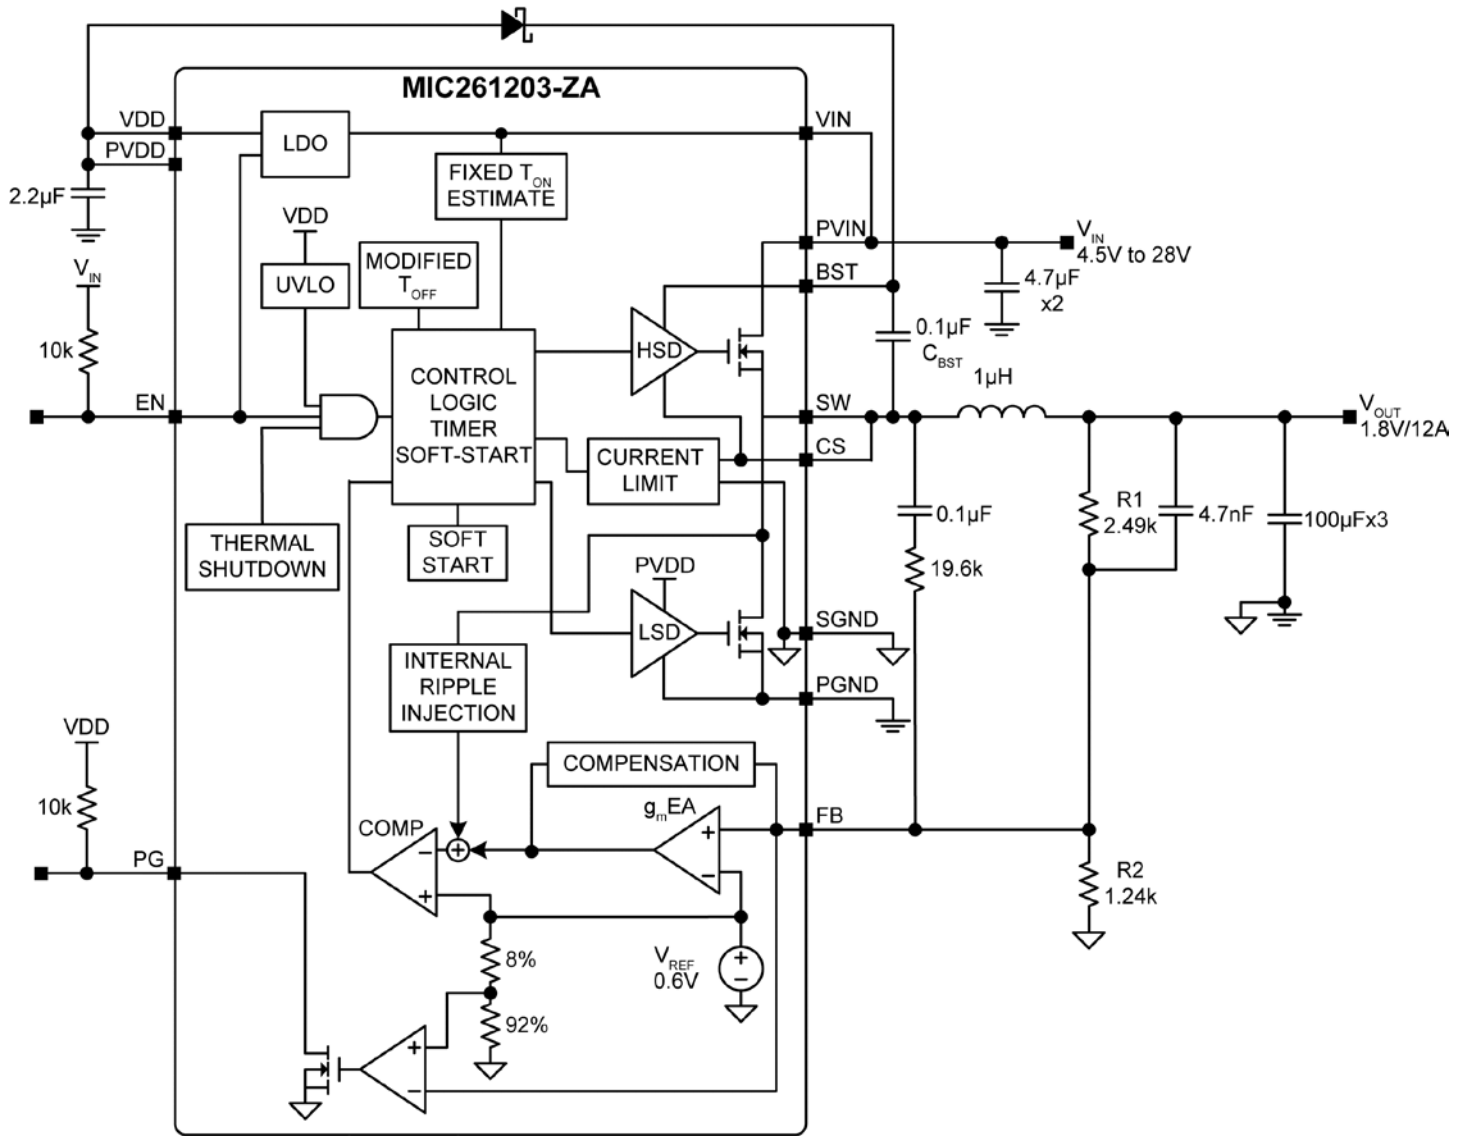 MIC261203-ZA
VDD
PVDD
2.2µF
LDO
VIN
FIXED TON
ESTIMATE
VDD
UVLO
MODIFIED
TOFF
PVIN
BST
VIN
4.5V to 28V
4.7µF
x2
VIN
10k
EN
CONTROL
LOGIC
TIMER
SOFT-START
HSD
0.1µF
CBST
1µH
SW
CS
VOUT
1.8V/12A
CURRENT
LIMIT
THERMAL
SHUTDOWN
SOFT
START
0.1µF
19.6k
R1
2.49k
4.7nF
100µFx3
PVDD
LSD
SGND
PGND
INTERNAL
RIPPLE
INJECTION
VDD
10k
PG
COMPENSATION
gmEA
+
−
COMP
−
+
+
FB
R2
1.24k
8%
92%
VREF
0.6V
+
−
+
−